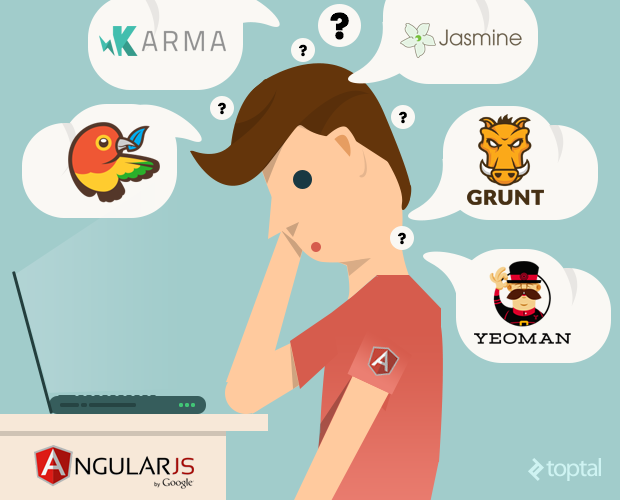 ?
KARMA
?
Jasmine
?
?
GRUNT
?
YEOMAN
A
ANGULARJS
by Google
toptal